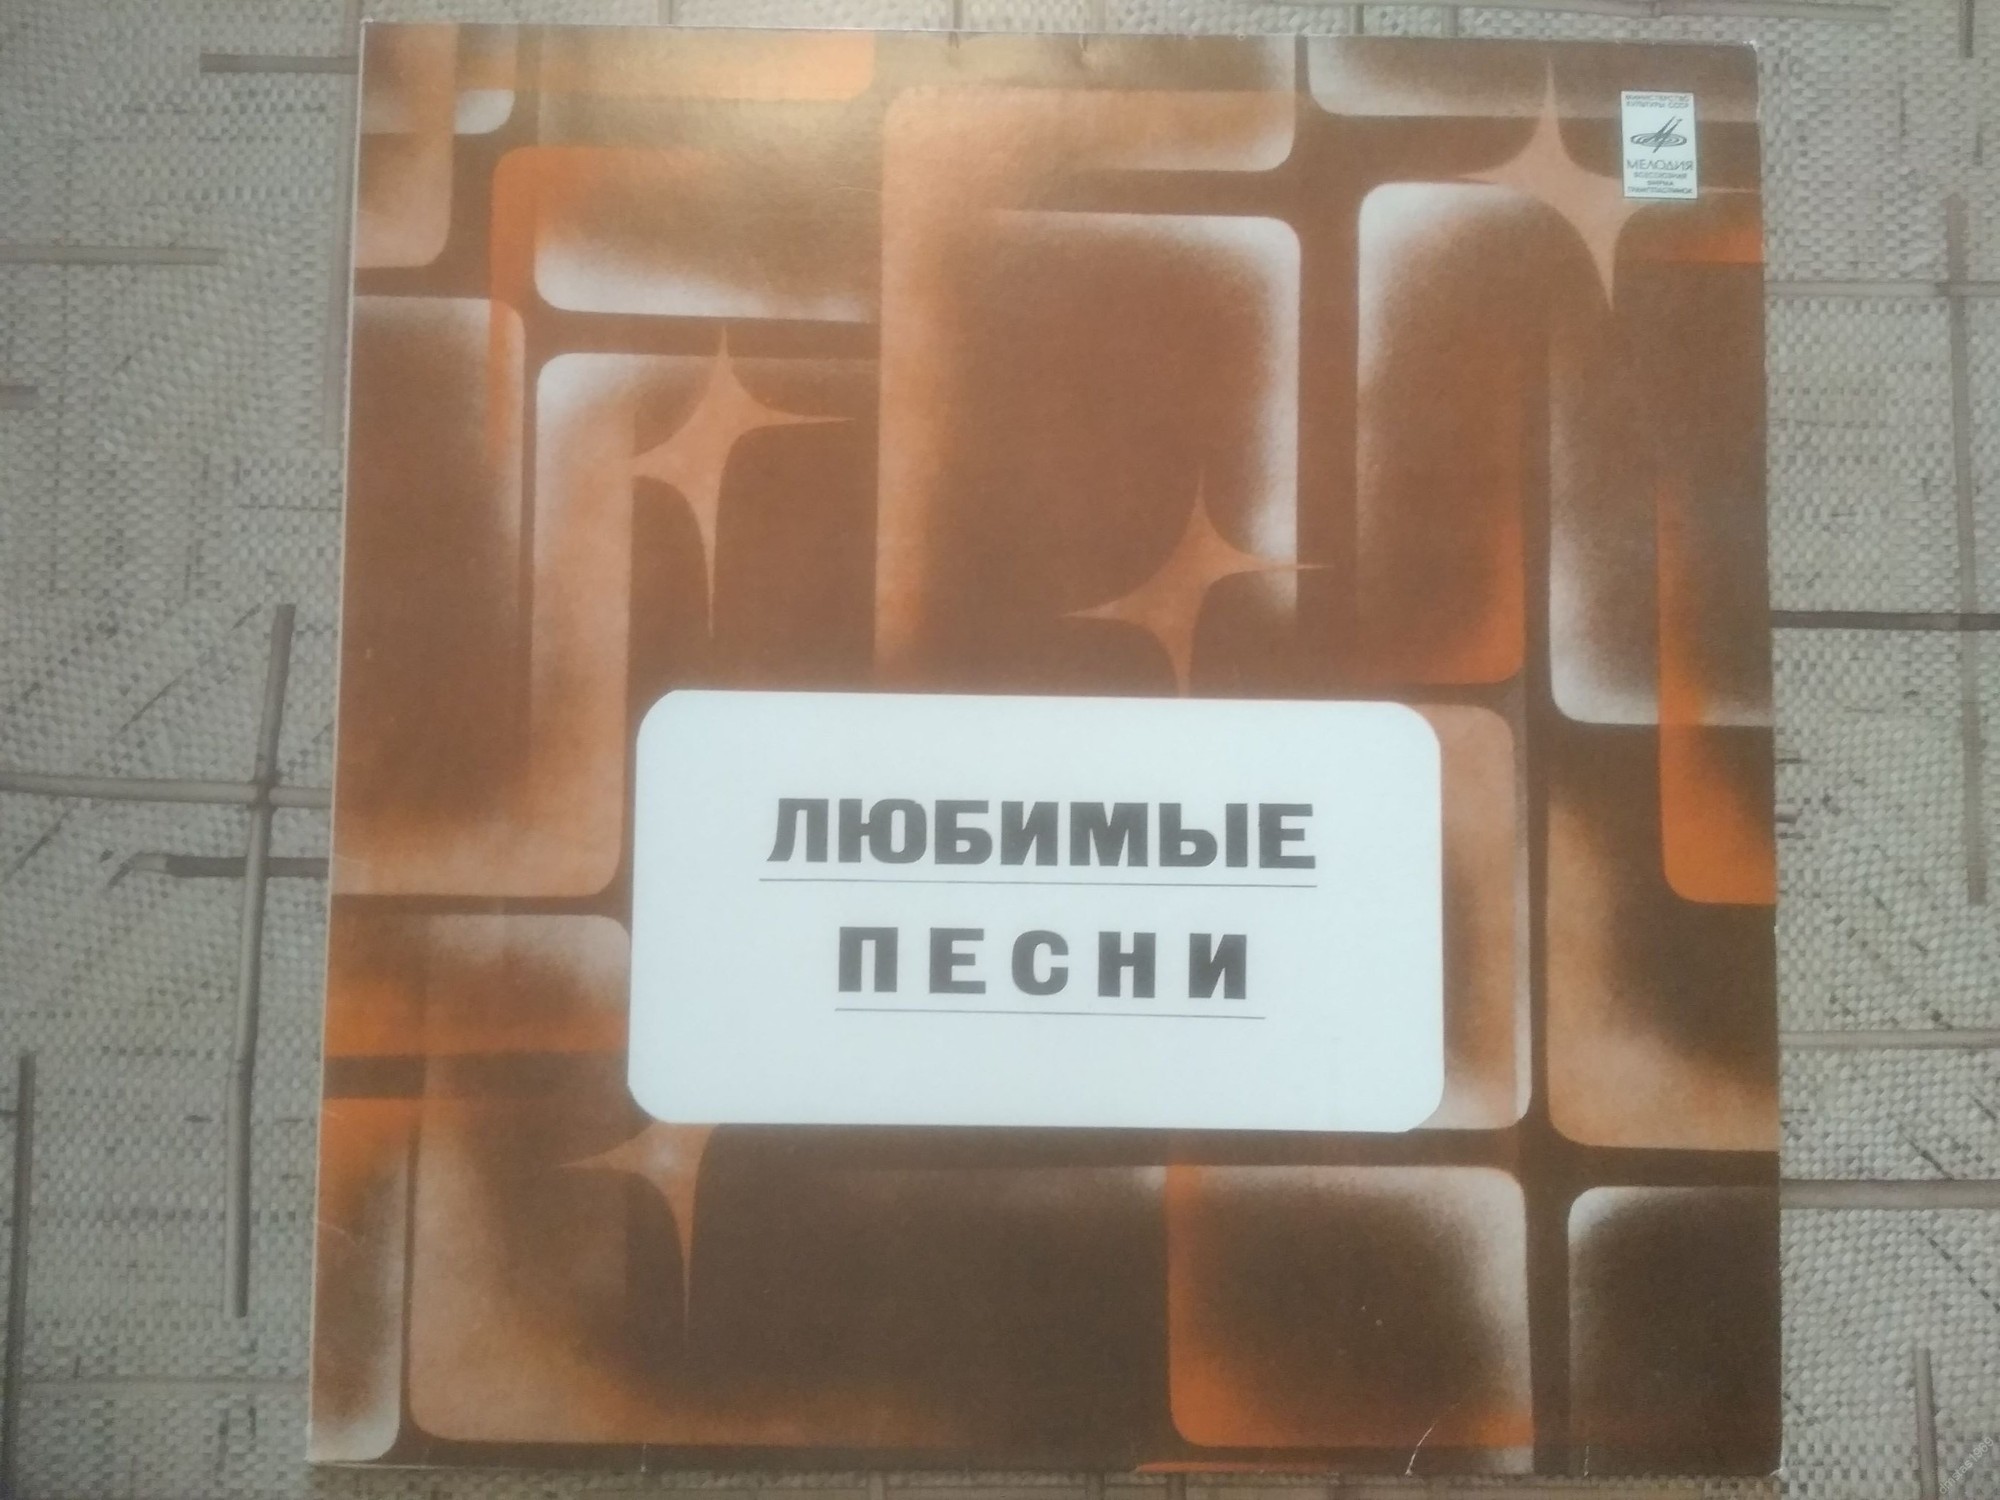 МИНИСТЕРСТВО
КУЛЬТУРЫ СССР
МЕЛОДИЯ
ВСЕСОЮЗНАЯ
ФИРМА
ГРАМПЛАСТИНОК
ЛЮБИМЫЕ
ПЕСНИ